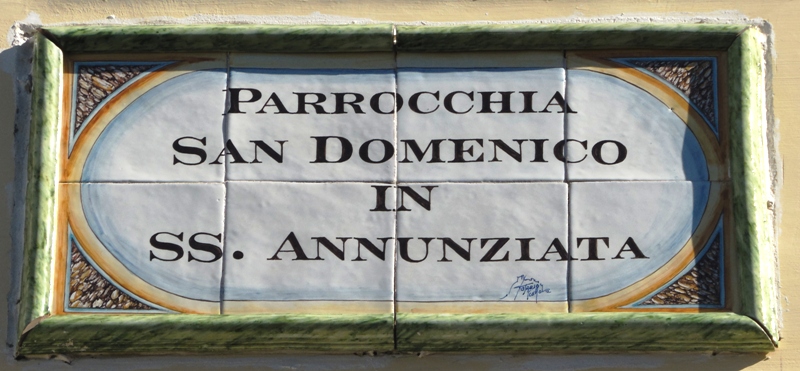 PARROCCHIA
SAN DOMENICO
IN
SS. ANNUNZIATA